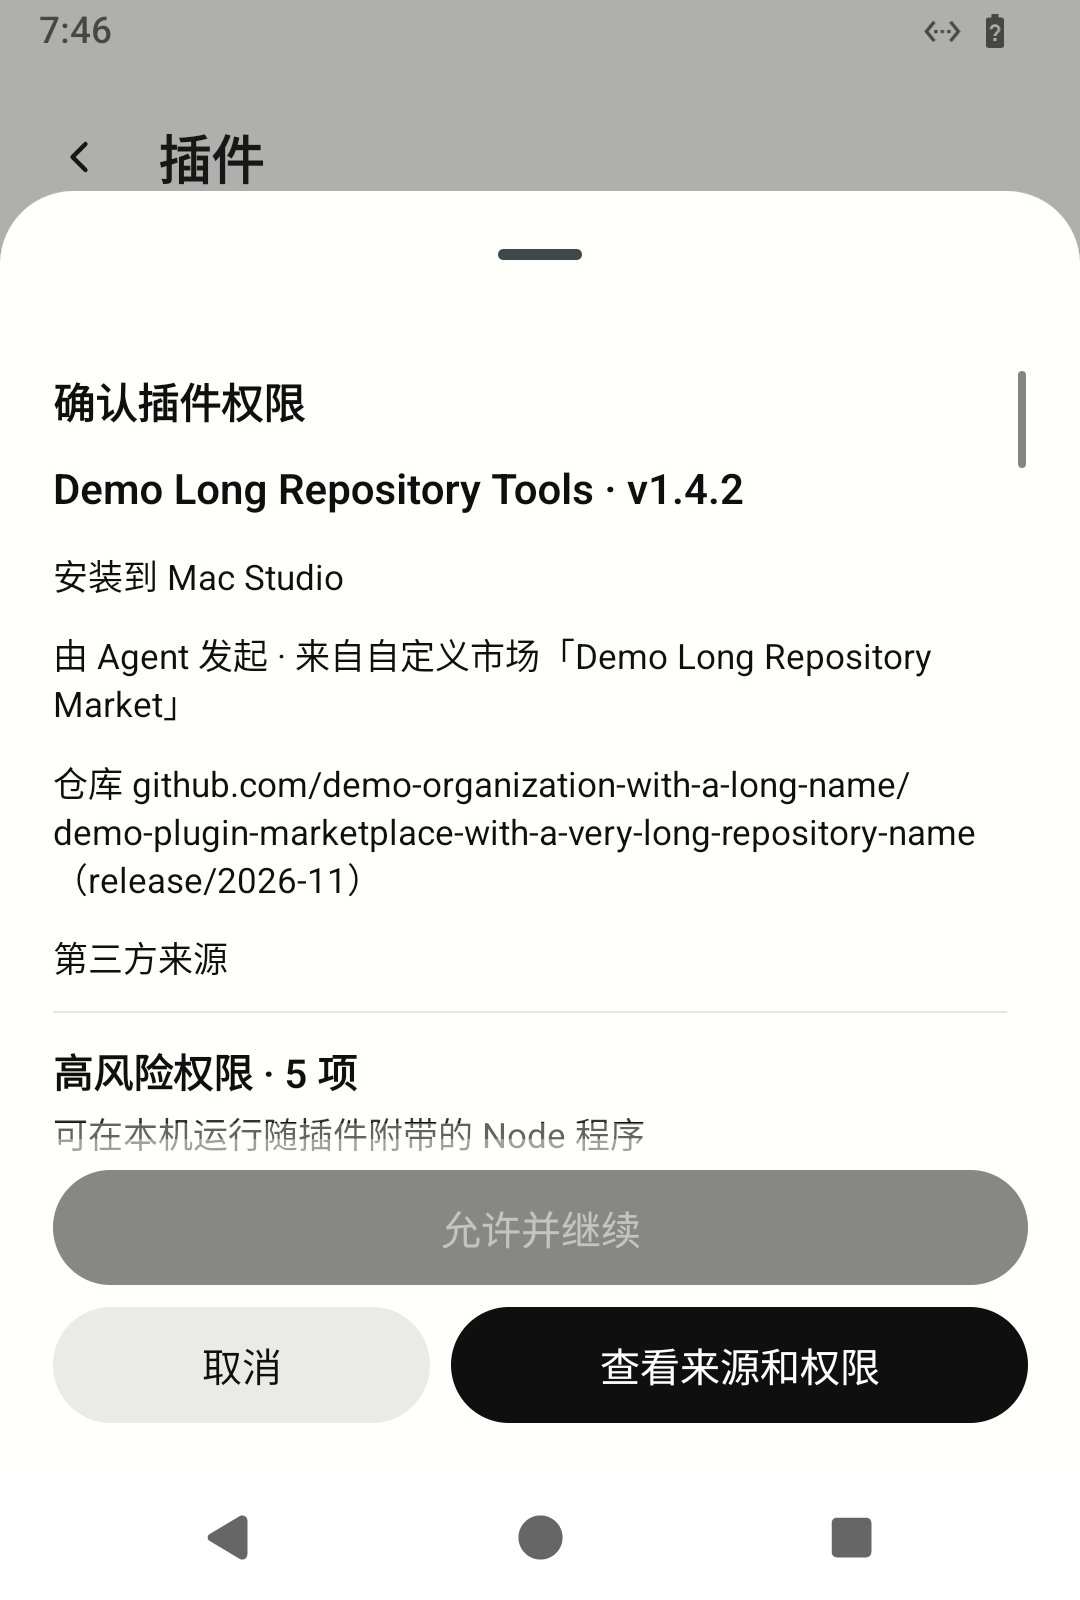 7:46
插件
确认插件权限
Demo Long Repository Tools · v1.4.2
安装到 Mac Studio
由 Agent 发起 · 来自自定义市场「Demo Long Repository
Market」
仓库 github.com/demo-organization-with-a-long-name/
demo-plugin-marketplace-with-a-very-long-repository-name
（release/2026-11）
第三方来源
高风险权限 · 5 项
可在本机运行随插件附带的 Node 程序
允许并继续
取消
查看来源和权限